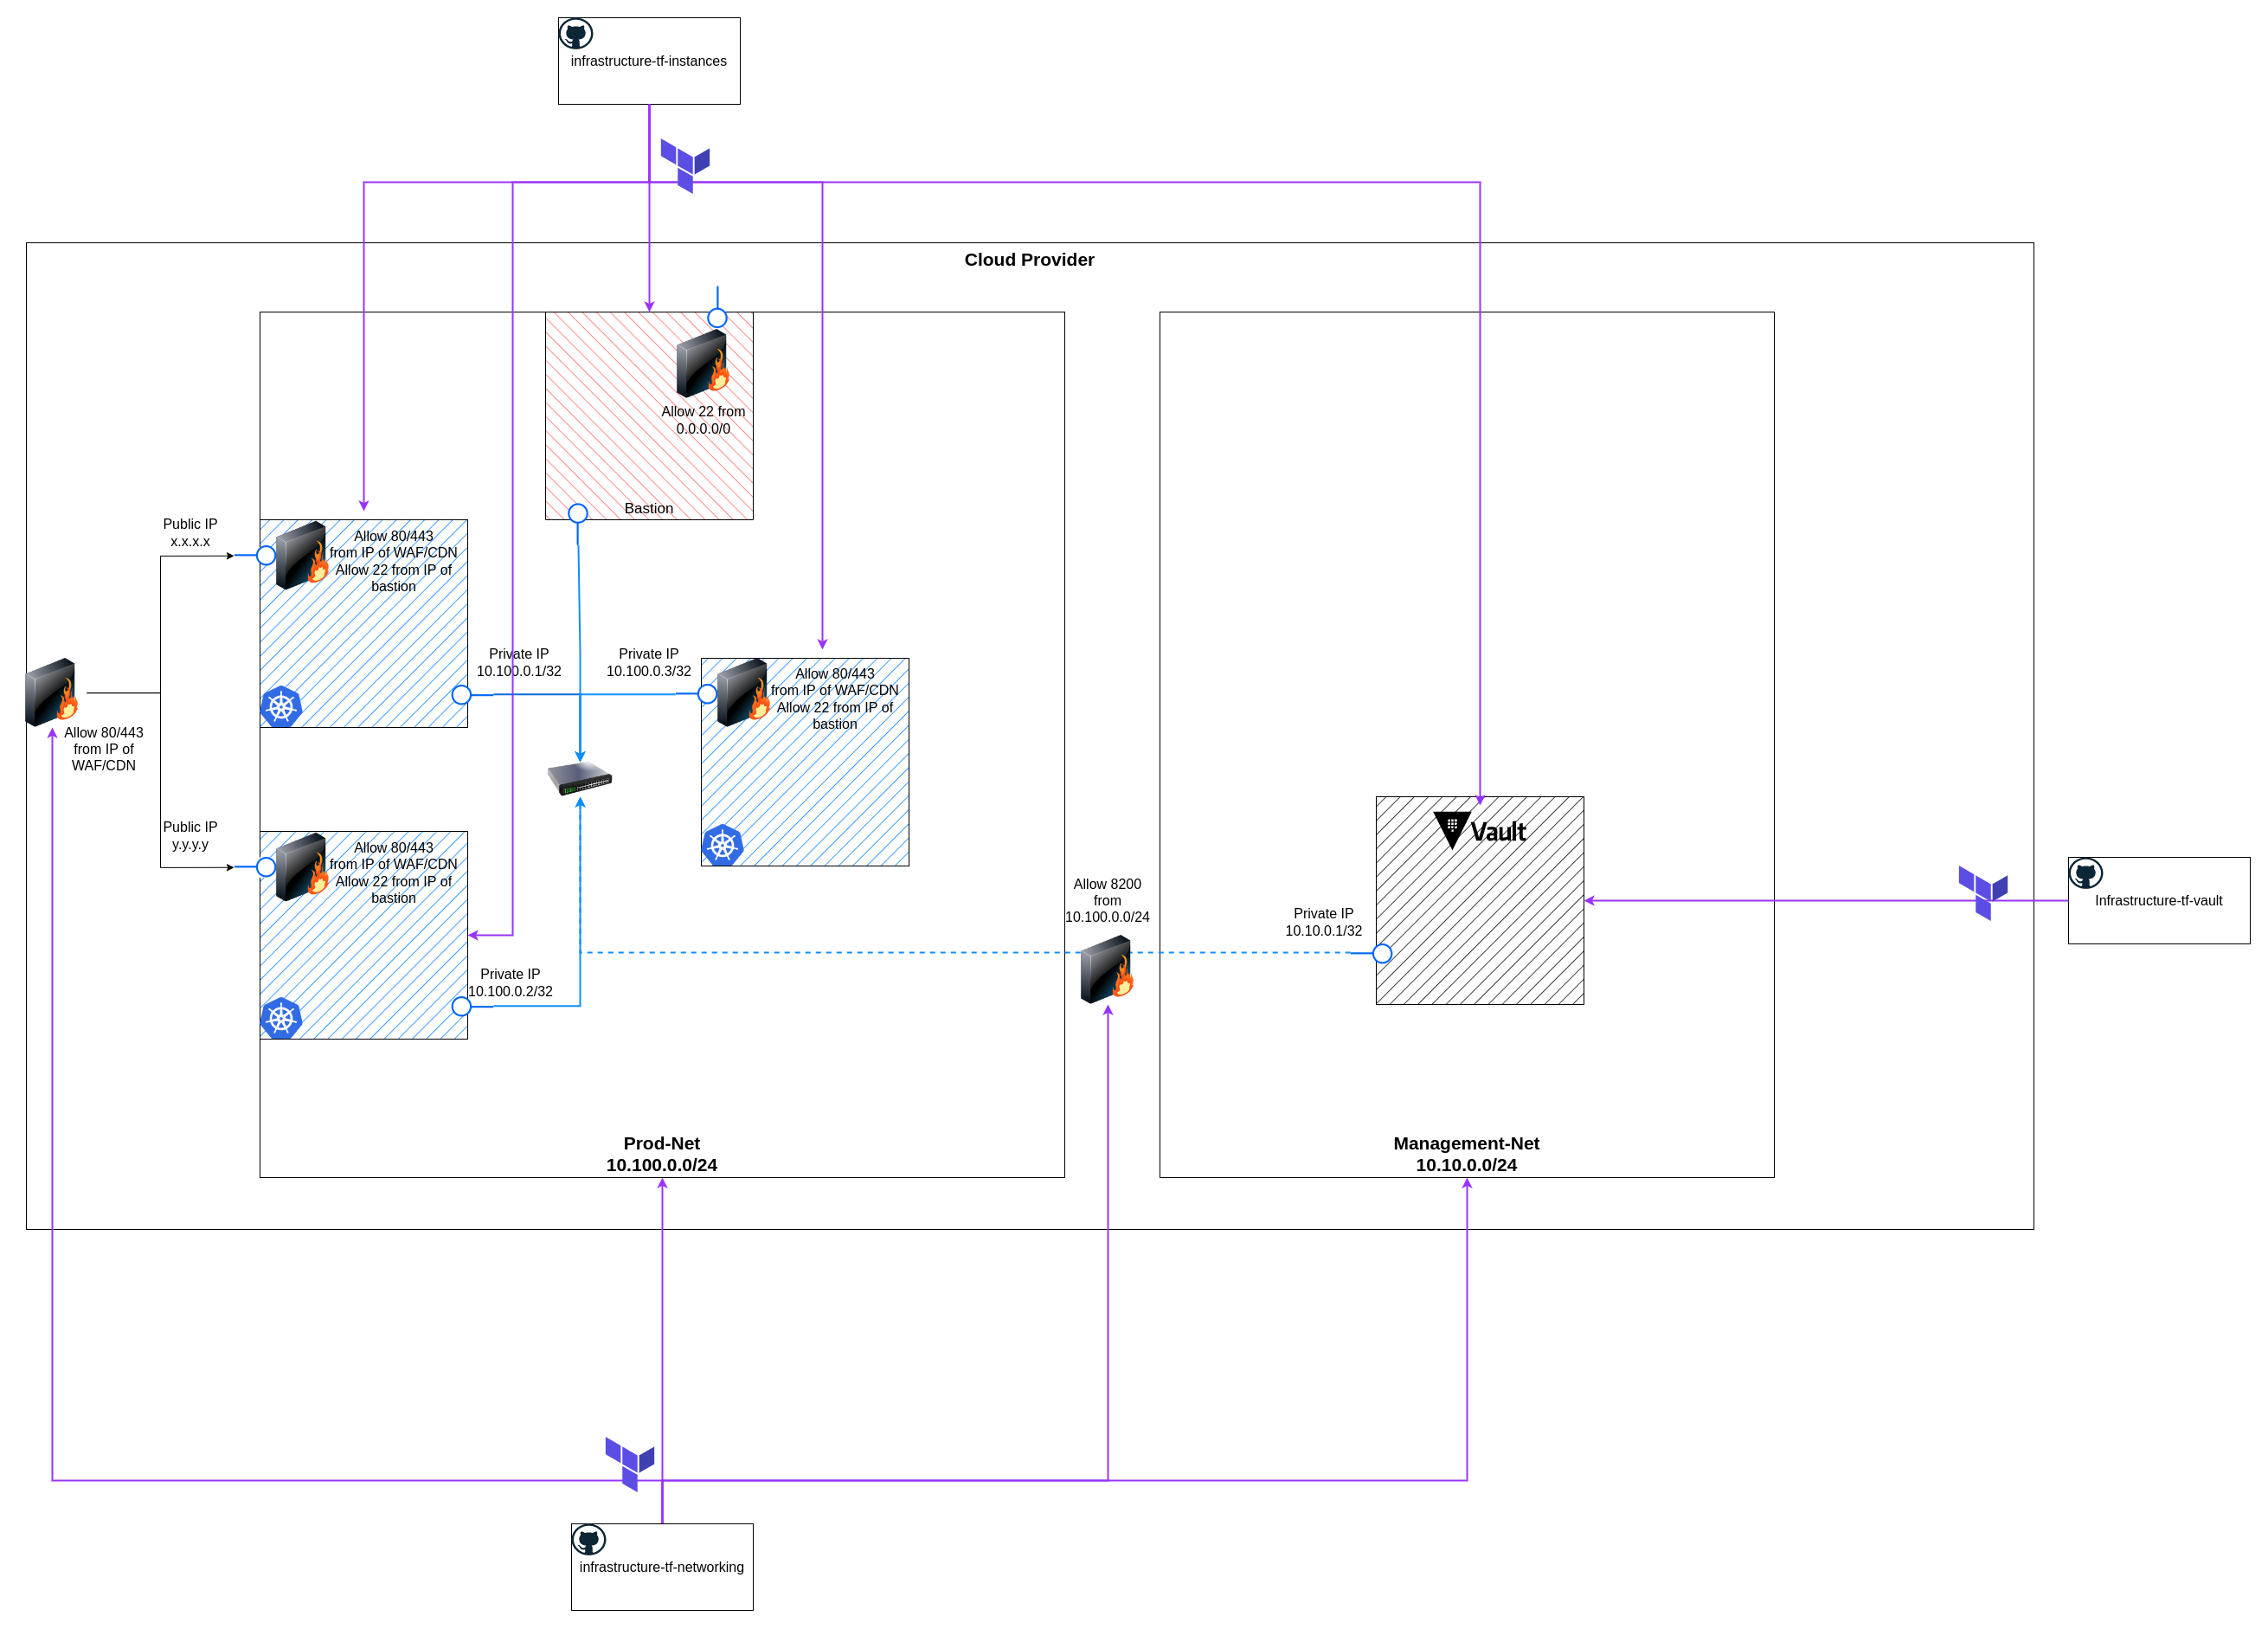 infrastructure-tf-instances
Cloud Provider
Allow 22 from
0.0.0.0/0
Bastion
Public IP
x.x.x.x
Allow 80/443
from IP of WAF/CDN
Allow 22 from IP of
bastion
Private IP
10.100.0.1/32
Private IP
10.100.0.3/32
Allow 80/443
from IP of WAF/CDN
Allow 22 from IP of
bastion
Allow 80/443
from IP of
WAF/CDN
Public IP
y.y.y.y
Allow 80/443
from IP of WAF/CDN
Allow 22 from IP of
bastion
Vault
Allow 8200
from
10.100.0.0/24
Private IP
10.10.0.1/32
Infrastructure-tf-vault
Private IP
10.100.0.2/32
Prod-Net
10.100.0.0/24
Management-Net
10.10.0.0/24
infrastructure-tf-networking